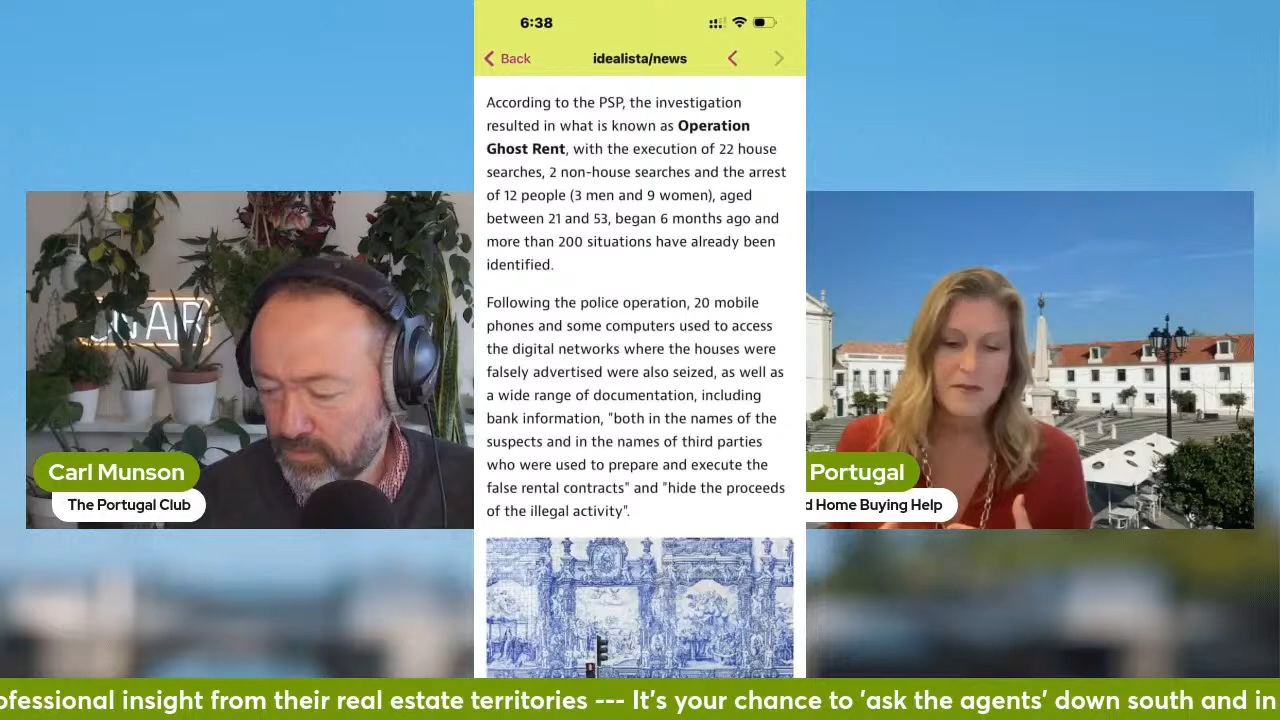 6:38
Back
idealista/news
According to the PSP, the investigation
resulted in what is known as Operation
Ghost Rent, with the execution of 22 house
searches, 2 non-house searches and the arrest
of 12 people (3 men and 9 women), aged
between 21 and 53, began 6 months ago and
more than 200 situations have already been
identified.
Following the police operation, 20 mobile
phones and some computers used to access
the digital networks where the houses were
falsely advertised were also seized, as well as
a wide range of documentation, including
bank information, "both in the names of the
suspects and in the names of third parties
who were used to prepare and execute the
false rental contracts" and "hide the proceeds
of the illegal activity".
ON AIR
Carl Munson
The Portugal Club
Portugal
d Home Buying Help
ofessional insight from their real estate territories --- It's your chance to 'ask the agents' down south and in